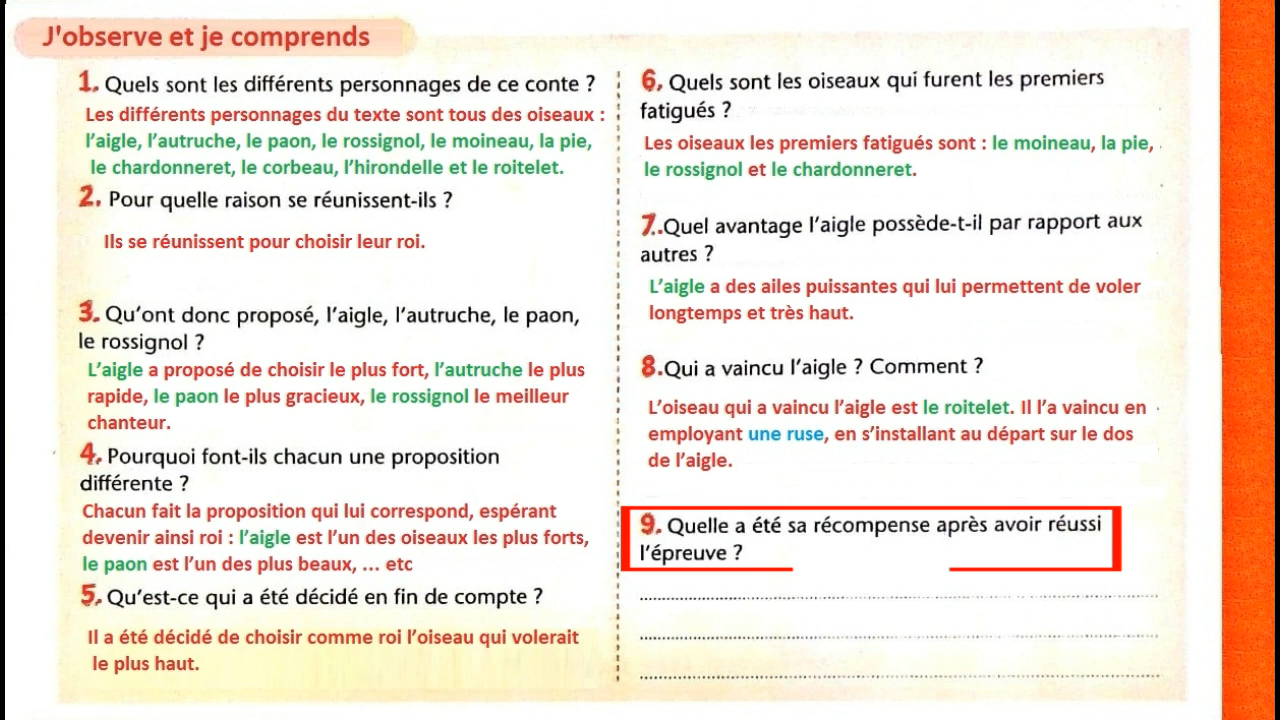 J'observe et je comprends
1. Quels sont les différents personnages de ce conte ?
Les différents personnages du texte sont tous des oiseaux :
l'aigle, l'autruche, le paon, le rossignol, le moineau, la pie,
le chardonneret, le corbeau, l'hirondelle et le roitelet.
2. Pour quelle raison se réunissent-ils ?
Ils se réunissent pour choisir leur roi.
3. Qu'ont donc proposé, l'aigle, l'autruche, le paon,
le rossignol ?
L'aigle a proposé de choisir le plus fort, l'autruche le plus
rapide, le paon le plus gracieux, le rossignol le meilleur
chanteur.
4. Pourquoi font-ils chacun une proposition
différente ?
Chacun fait la proposition qui lui correspond, espérant
devenir ainsi roi : l'aigle est l'un des oiseaux les plus forts,
le paon est l'un des plus beaux, ... etc
5. Qu'est-ce qui a été décidé en fin de compte ?
Il a été décidé de choisir comme roi l'oiseau qui volerait
le plus haut.
6. Quels sont les oiseaux qui furent les premiers
fatigués ?
Les oiseaux les premiers fatigués sont : le moineau, la pie,
le rossignol et le chardonneret.
7. Quel avantage l'aigle possède-t-il par rapport aux
autres ?
L'aigle a des ailes puissantes qui lui permettent de voler
longtemps et très haut.
8. Qui a vaincu l'aigle ? Comment ?
L'oiseau qui a vaincu l'aigle est le roitelet. Il l'a vaincu en
employant une ruse, en s'installant au départ sur le dos
de l'aigle.
9. Quelle a été sa récompense après avoir réussi
l'épreuve ?